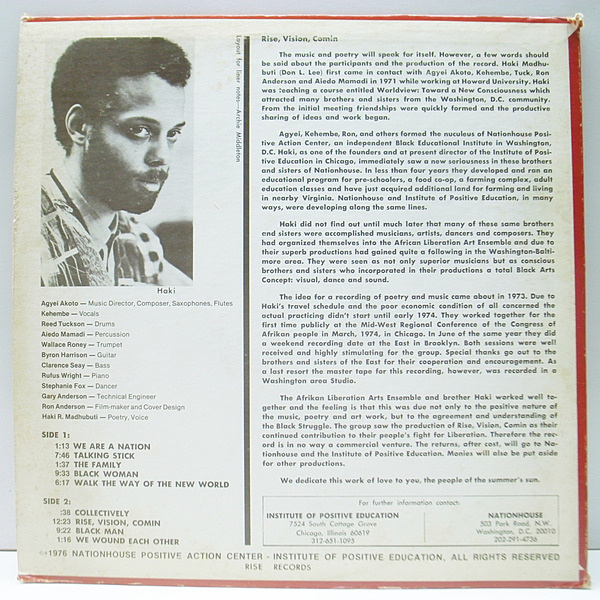 Layout for liner notes—Archie Middleton
Haki
Agyei Akoto — Music Director, Composer, Saxophones, Flutes
Kehembe — Vocals
Reed Tuckson — Drums
Aiedo Mamadi — Percussion
Wallace Roney — Trumpet
Byron Harrison — Guitar
Clarence Seay — Bass
Rufus Wright — Piano
Stephanie Fox — Dancer
Gary Anderson — Technical Engineer
Ron Anderson — Film-maker and Cover Design
Haki R. Madhubuti — Poetry, Voice
SIDE 1:
1:13 WE ARE A NATION
7:46 TALKING STICK
1:37 THE FAMILY
9:33 BLACK WOMAN
6:17 WALK THE WAY OF THE NEW WORLD
SIDE 2:
:38 COLLECTIVELY
12:23 RISE, VISION, COMIN
9:22 BLACK MAN
1:16 WE WOUND EACH OTHER
Rise, Vision, Comin
The music and poetry will speak for itself. However, a few words should
be said about the participants and the production of the record. Haki Madhu-
buti (Don L. Lee) first came in contact with Agyei Akoto, Kehembe, Tuck, Ron
Anderson and Aiedo Mamadi in 1971 while working at Howard University. Haki
was teaching a course entitled Worldview: Toward a New Consciousness which
attracted many brothers and sisters from the Washington, D.C. community.
From the initial meeting friendships were quickly formed and the productive
sharing of ideas and work began.
Agyei, Kehembe, Ron, and others formed the nuculeus of Nationhouse Posi-
tive Action Center, an independent Black Educational Institute in Washington,
D.C. Haki, as one of the founders and at present director of the Institute of Posi-
tive Education in Chicago, immediately saw a new seriousness in these brothers
and sisters of Nationhouse. In less than four years they developed and ran an
educational program for pre-schoolers, a food co-op, a farming complex, adult
education classes and have just acquired additional land for farming and living
in nearby Virginia. Nationhouse and Institute of Positive Education, in many
ways, were developing along the same lines.
Haki did not find out until much later that many of these same brothers
and sisters were accomplished musicians, artists, dancers and composers. They
had organized themselves into the African Liberation Art Ensemble and due to
their superb productions had gained quite a following in the Washington-Balti-
more area. They were seen as not only superior musicians but as conscious
brothers and sisters who incorporated in their productions a total Black Arts
Concept: visual, dance and sound.
The idea for a recording of poetry and music came about in 1973. Due to
Haki's travel schedule and the poor economic condition of all concerned the
actual practicing didn't start until early 1974. They worked together for the
first time publicly at the Mid-West Regional Conference of the Congress of
Afrikan people in March, 1974, in Chicago. In June of the same year they did
a weekend recording date at the East in Brooklyn. Both sessions were well
received and highly stimulating for the group. Special thanks go out to the
brothers and sisters of the East for their cooperation and encouragement. As
a last resort the master tape for this recording, however, was recorded in a
Washington area Studio.
The Afrikan Liberation Arts Ensemble and brother Haki worked well to-
gether and the feeling is that this was due not only to the positive nature of
the music, poetry and art work, but to the agreement and understanding of
the Black Struggle. The group saw the production of Rise, Vision, Comin as their
continued contribution to their people's fight for Liberation. Therefore the rec-
ord is in no way a commercial venture. The returns, after cost, will go to Na-
tionhouse and the Institute of Positive Education. Monies will also be put aside
for other productions.
We dedicate this work of love to you, the people of the summer's sun.
For further information contact:
INSTITUTE OF POSITIVE EDUCATION
7524 South Cottage Grove
Chicago, Illinois 60619
312-651-1095
NATIONHOUSE
503 Park Road, N.W.
Washington, D.C. 20010
202-291-4736
©1976 NATIONHOUSE POSITIVE ACTION CENTER - INSTITUTE OF POSITIVE EDUCATION, ALL RIGHTS RESERVED
RISE RECORDS